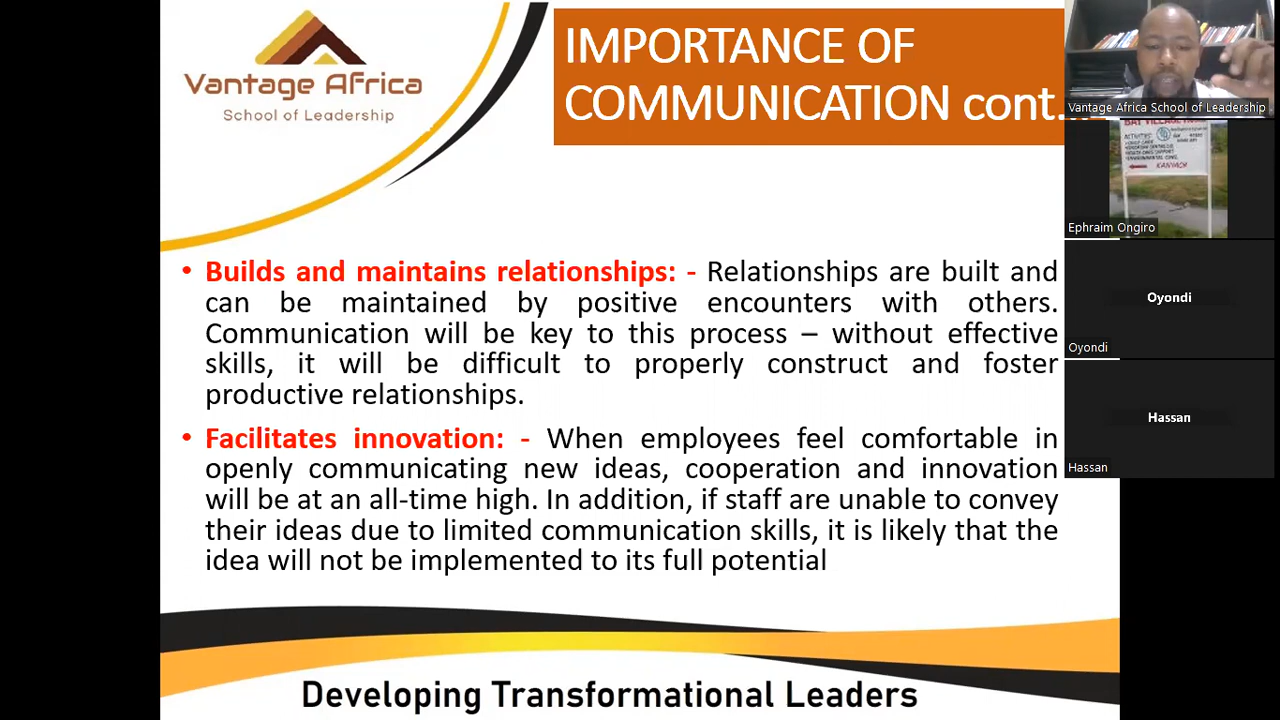 Vantage Africa
School of Leadership
IMPORTANCE OF
COMMUNICATION cont…
• Builds and maintains relationships: - Relationships are built and
can be maintained by positive encounters with others.
Communication will be key to this process – without effective
skills, it will be difficult to properly construct and foster
productive relationships.
• Facilitates innovation: - When employees feel comfortable in
openly communicating new ideas, cooperation and innovation
will be at an all-time high. In addition, if staff are unable to convey
their ideas due to limited communication skills, it is likely that the
idea will not be implemented to its full potential
Developing Transformational Leaders
Vantage Africa School of Leadership
KANYACH
Ephraim Ongiro
Oyondi
Oyondi
Hassan
Hassan